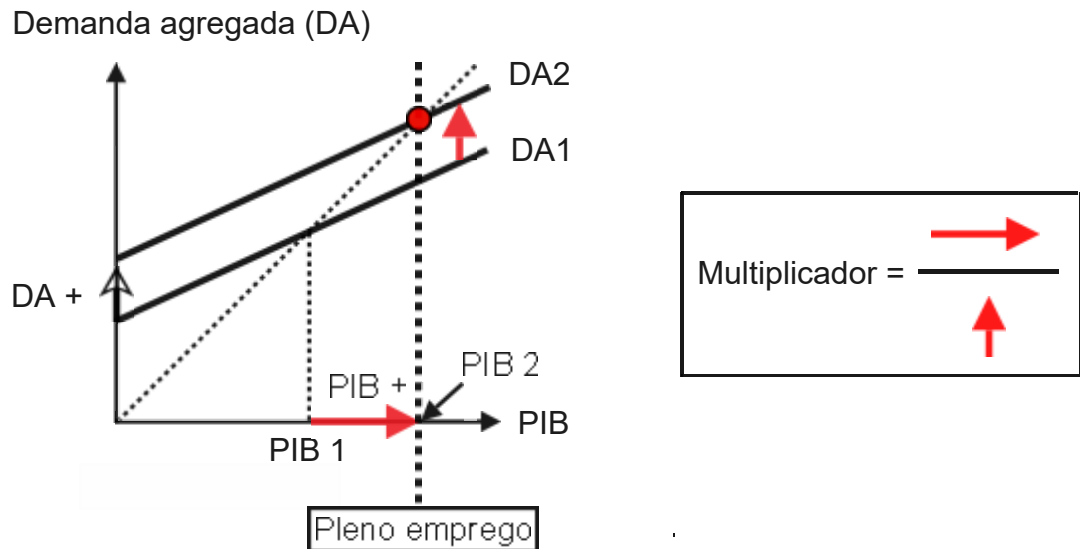 Demanda agregada (DA)
DA2
DA1
Multiplicador =
DA +
PIB +
PIB 2
PIB
PIB 1
Pleno emprego